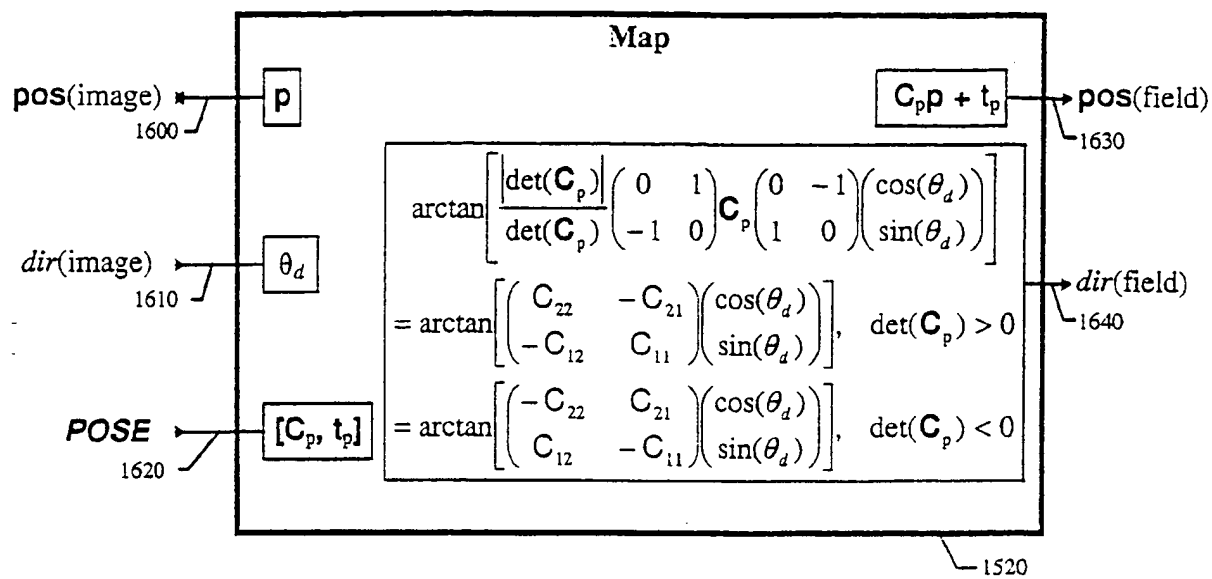 Map
pos(image)
1600
p
C_p p + t_p
pos(field)
1630
arctan[ |det(C_p)| / det(C_p) ( 0 1 ; -1 0 ) C_p ( 0 -1 ; 1 0 ) ( cos(θ_d) ; sin(θ_d) ) ]
dir(image)
1610
θ_d
= arctan[ ( C_22 -C_21 ; -C_12 C_11 ) ( cos(θ_d) ; sin(θ_d) ) ], det(C_p) > 0
dir(field)
1640
POSE
1620
[C_p, t_p]
= arctan[ ( -C_22 C_21 ; C_12 -C_11 ) ( cos(θ_d) ; sin(θ_d) ) ], det(C_p) < 0
1520